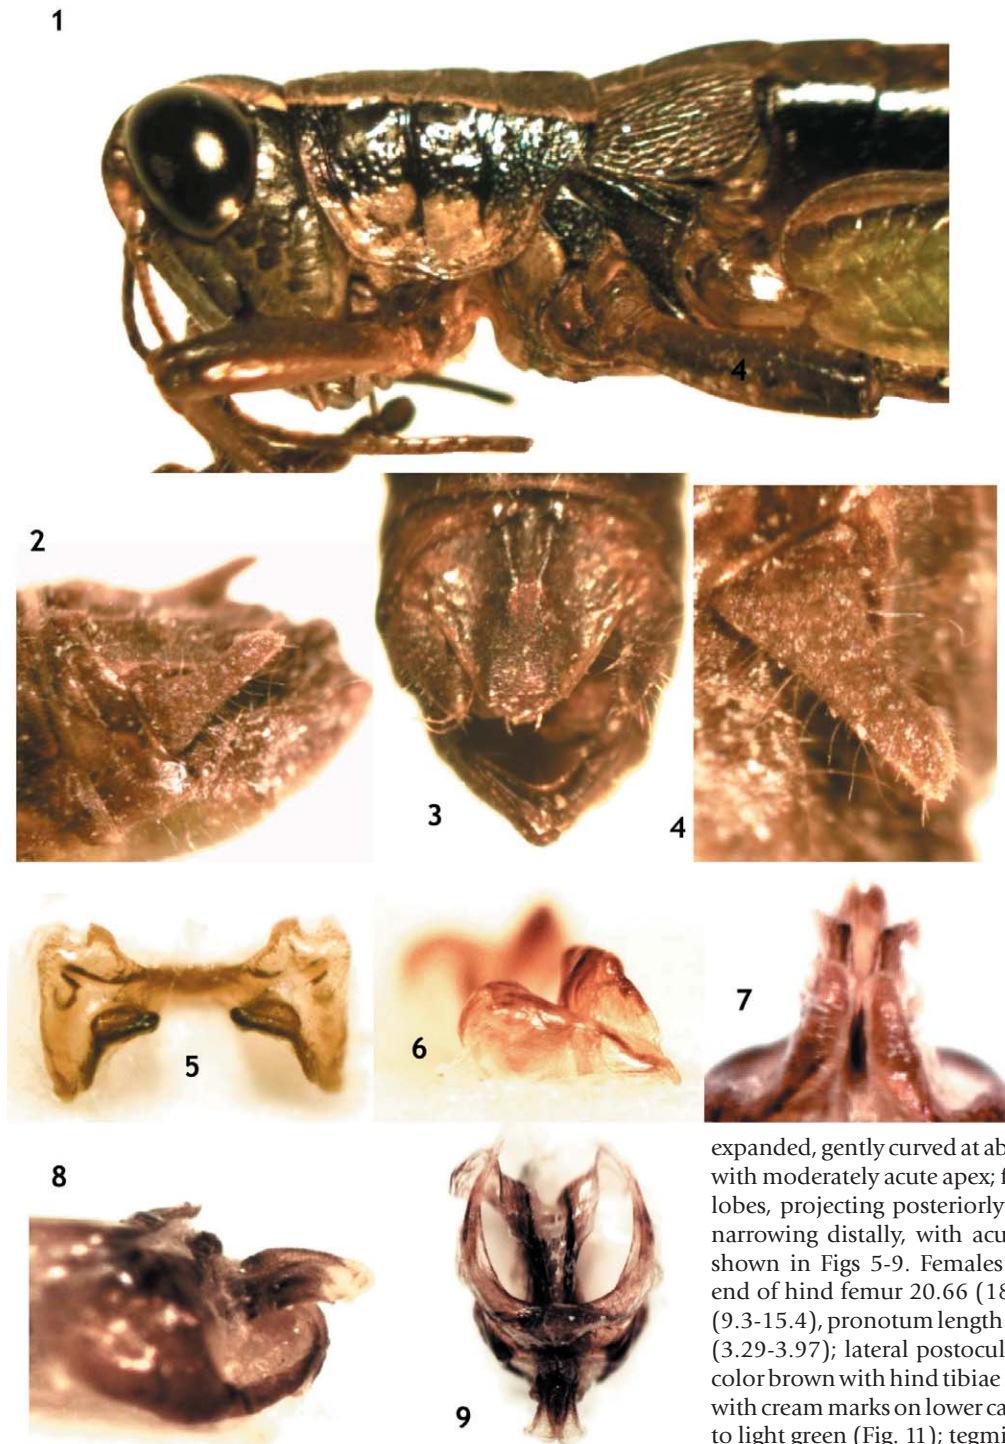 1
4
2
3
4
5
6
7
8
9
expanded, gently curved at ab
with moderately acute apex; f
lobes, projecting posteriorly
narrowing distally, with acu
shown in Figs 5-9. Females
end of hind femur 20.66 (18
(9.3-15.4), pronotum length
(3.29-3.97); lateral postocul
color brown with hind tibiae
with cream marks on lower ca
to light green (Fig. 11); tegmi